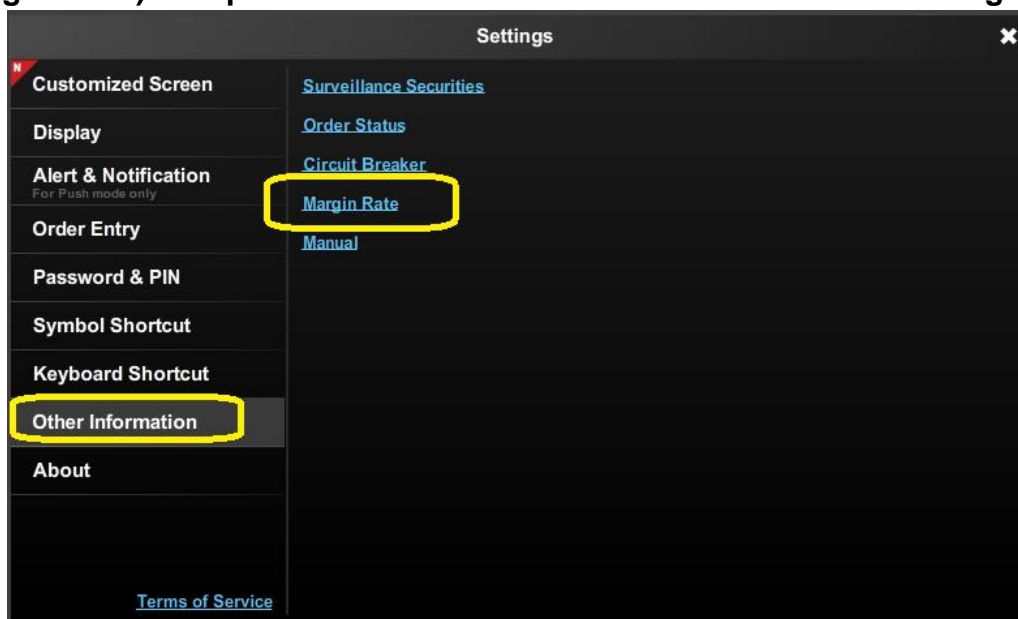 Settings
N
Customized Screen
Display
Alert & Notification
For Push mode only
Order Entry
Password & PIN
Symbol Shortcut
Keyboard Shortcut
Other Information
About
Terms of Service
Surveillance Securities
Order Status
Circuit Breaker
Margin Rate
Manual